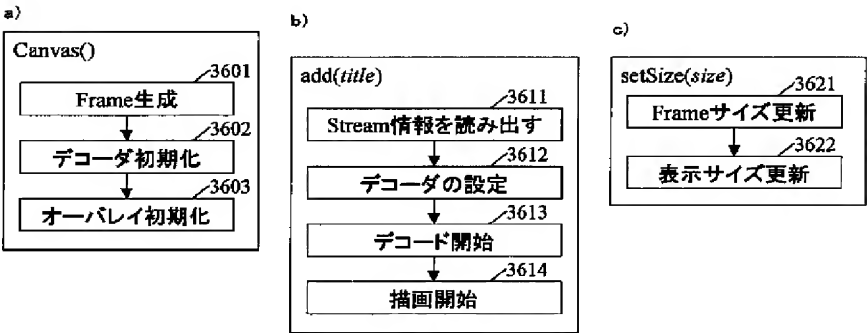 a)
Canvas()
3601
Frame生成
3602
デコーダ初期化
3603
オーバレイ初期化
b)
add(title)
3611
Stream情報を読み出す
3612
デコーダの設定
3613
デコード開始
3614
描画開始
c)
setSize(size)
3621
Frameサイズ更新
3622
表示サイズ更新